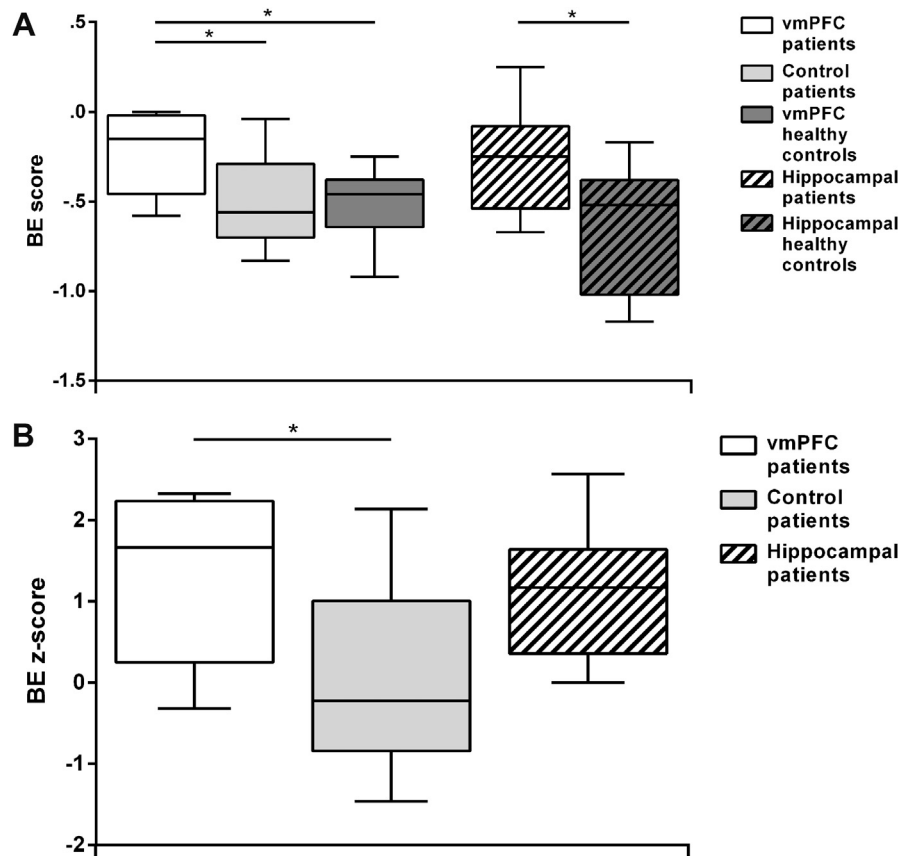 A
BE score
.5
.0
-.5
-1.0
-1.5
*
*
*
vmPFC
patients
Control
patients
vmPFC
healthy
controls
Hippocampal
patients
Hippocampal
healthy
controls
B
BE z-score
3
2
1
0
-1
-2
*
vmPFC
patients
Control
patients
Hippocampal
patients